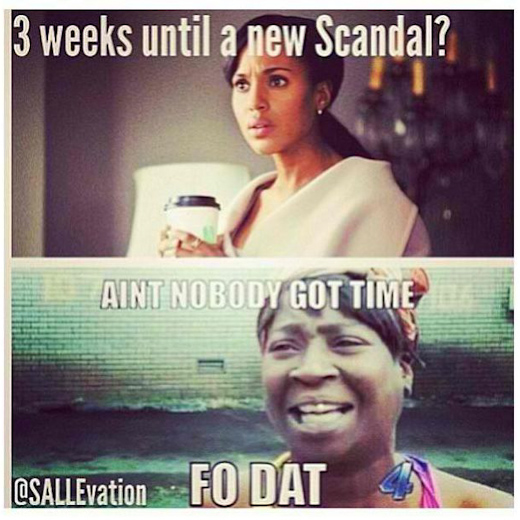 3 weeks until a new Scandal?
AINT NOBODY GOT TIME
FO DAT
4
@SALLEvation